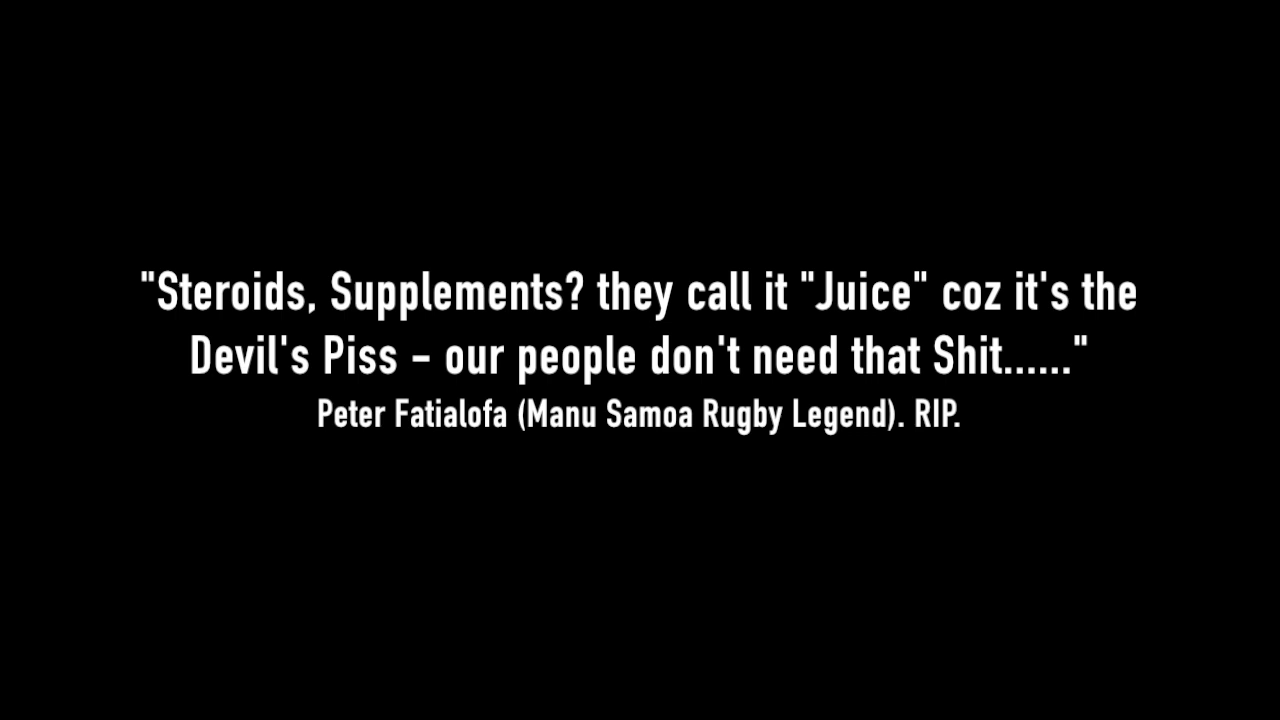 "Steroids, Supplements? they call it "Juice" coz it's the
Devil's Piss – our people don't need that Shit......"
Peter Fatialofa (Manu Samoa Rugby Legend). RIP.